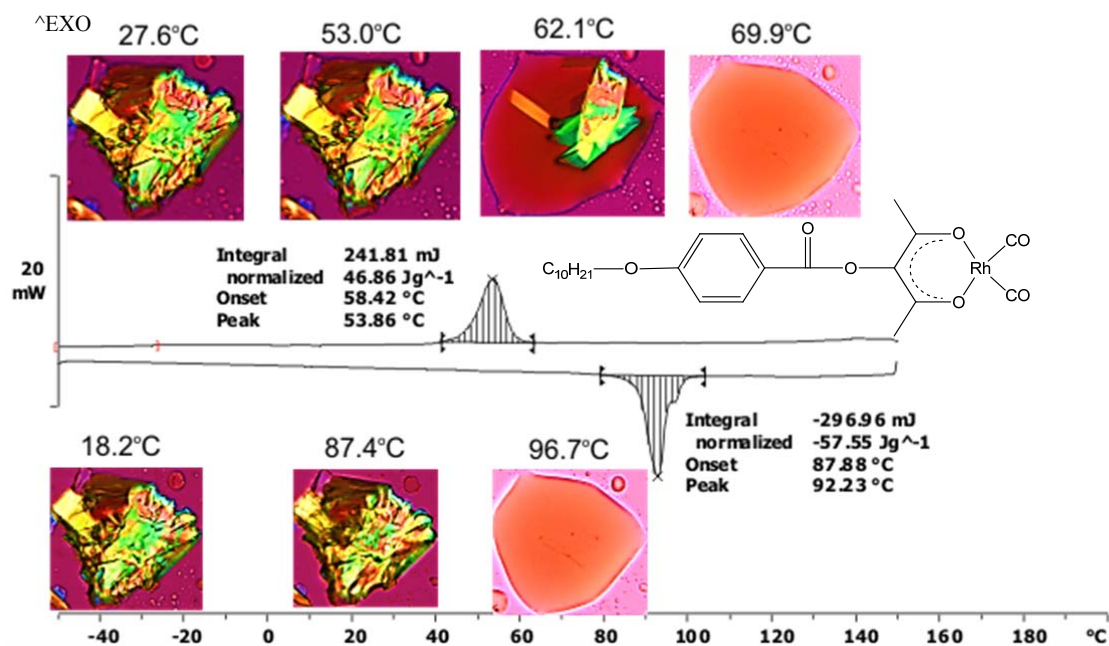 ^EXO
27.6°C
53.0°C
62.1°C
69.9°C
20
mW
Integral 241.81 mJ
normalized 46.86 Jg^-1
Onset 58.42 °C
Peak 53.86 °C
O
C10H21
O
O
O
O
Rh
CO
CO
Integral -296.96 mJ
normalized -57.55 Jg^-1
Onset 87.88 °C
Peak 92.23 °C
18.2°C
87.4°C
96.7°C
-40 -20 0 20 40 60 80 100 120 140 160 180 °C